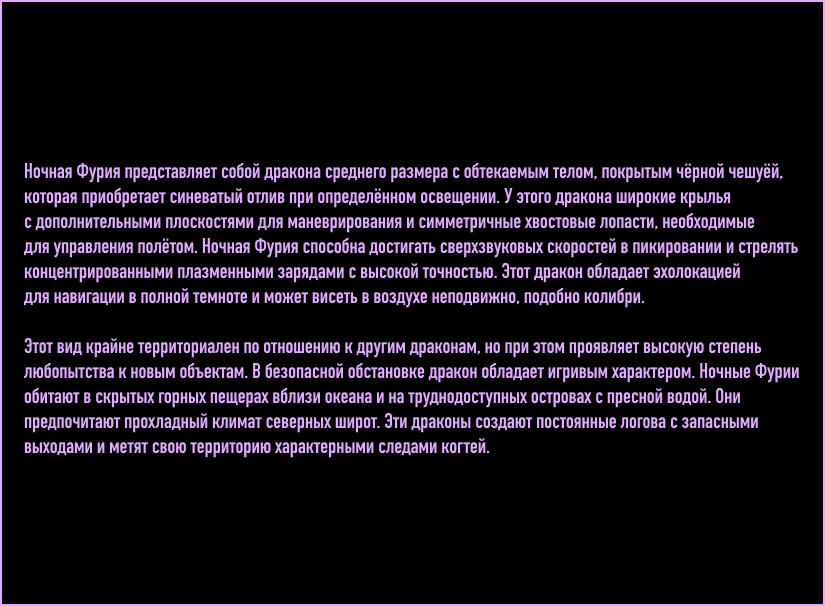 Ночная Фурия представляет собой дракона среднего размера с обтекаемым телом, покрытым чёрной чешуёй,
которая приобретает синеватый отлив при определённом освещении. У этого дракона широкие крылья
с дополнительными плоскостями для маневрирования и симметричные хвостовые лопасти, необходимые
для управления полётом. Ночная Фурия способна достигать сверхзвуковых скоростей в пикировании и стрелять
концентрированными плазменными зарядами с высокой точностью. Этот дракон обладает эхолокацией
для навигации в полной темноте и может висеть в воздухе неподвижно, подобно колибри.
Этот вид крайне территориален по отношению к другим драконам, но при этом проявляет высокую степень
любопытства к новым объектам. В безопасной обстановке дракон обладает игривым характером. Ночные Фурии
обитают в скрытых горных пещерах вблизи океана и на труднодоступных островах с пресной водой. Они
предпочитают прохладный климат северных широт. Эти драконы создают постоянные логова с запасными
выходами и метят свою территорию характерными следами когтей.